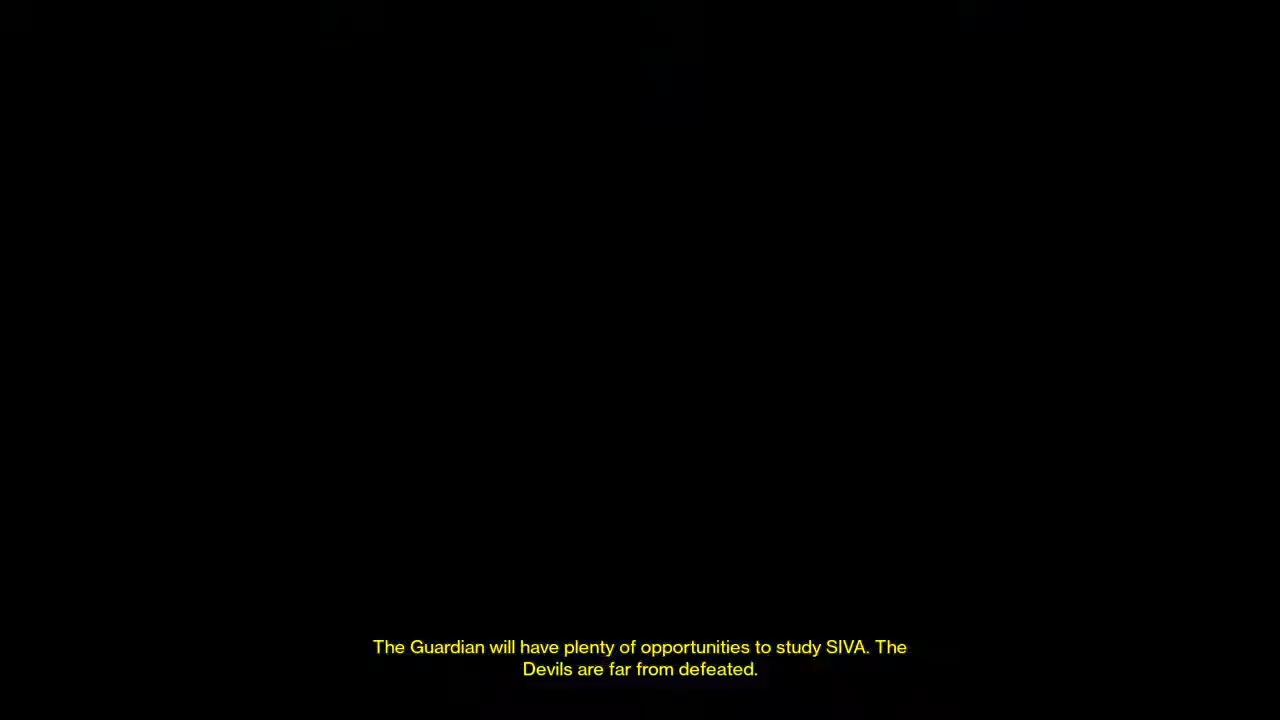 The Guardian will have plenty of opportunities to study SIVA. The
Devils are far from defeated.